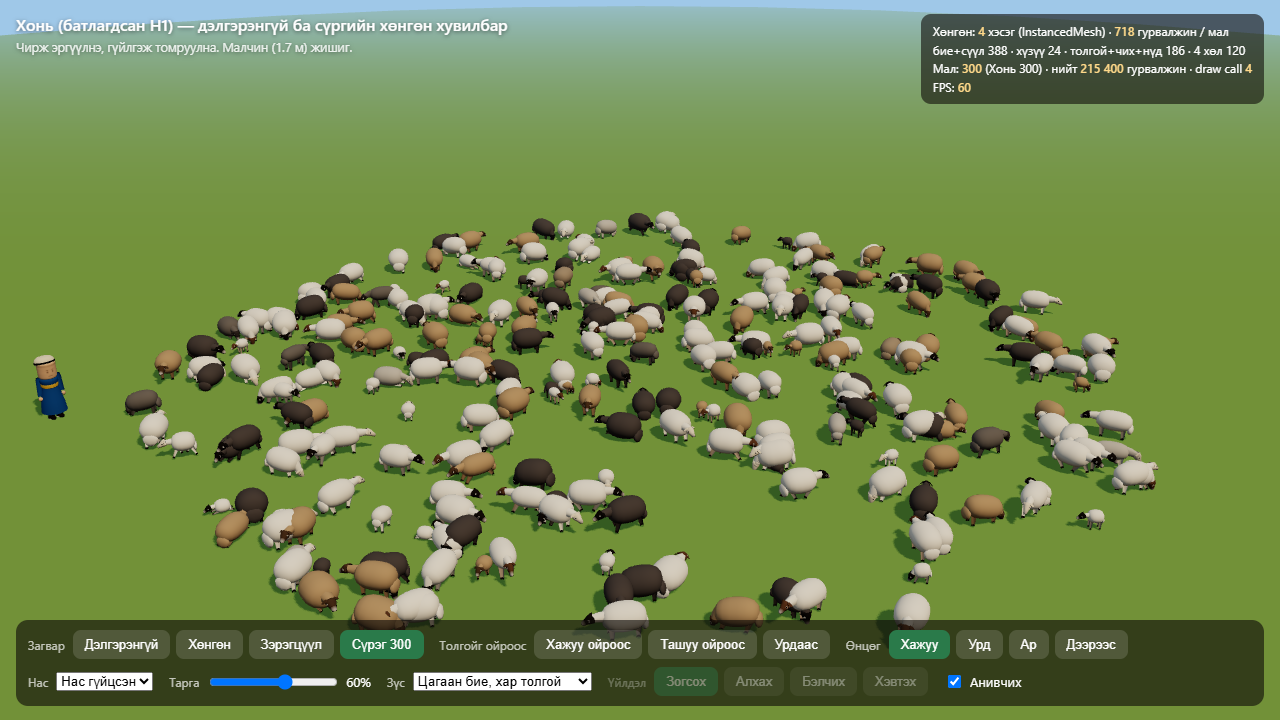 Хонь (батлагдсан H1) — дэлгэрэнгүй ба сүргийн хөнгөн хувилбар
Чирж эргүүлнэ, гүйлгэж томруулна. Малчин (1.7 м) жишиг.
Хөнгөн: 4 хэсэг (InstancedMesh) · 718 гурвалжин / мал
бие+сүүл 388 · хүзүү 24 · толгой+чих+нүд 186 · 4 хөл 120
Мал: 300 (Хонь 300) · нийт 215 400 гурвалжин · draw call 4
FPS: 60
Загвар Дэлгэрэнгүй Хөнгөн Зэрэгцүүл Сүрэг 300 Толгойг ойроос Хажуу ойроос Ташуу ойроос Урдаас Өнцөг Хажуу Урд Ар Дээрээс
Нас Нас гүйцсэн Тарга 60% Зүс Цагаан бие, хар толгой Үйлдэл Зогсох Алхах Бэлчих Хэвтэх Анивчих